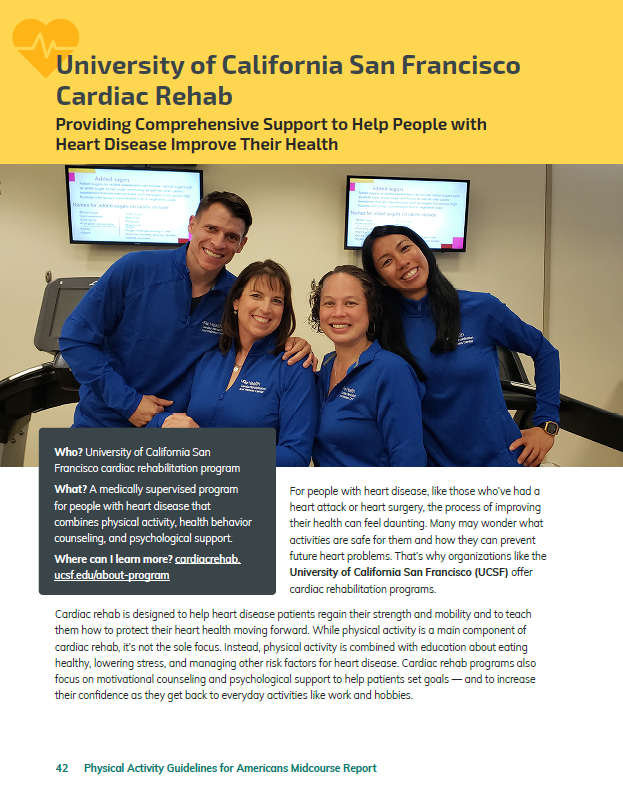 University of California San Francisco
Cardiac Rehab
Providing Comprehensive Support to Help People with
Heart Disease Improve Their Health
Added sugars
Names for added sugars on labels include
Added sugars
Names for added sugars on labels include
Health
Health
Who? University of California San
Francisco cardiac rehabilitation program
What? A medically supervised program
for people with heart disease that
combines physical activity, health behavior
counseling, and psychological support.
Where can I learn more? cardiacrehab.
ucsf.edu/about-program
For people with heart disease, like those who've had a
heart attack or heart surgery, the process of improving
their health can feel daunting. Many may wonder what
activities are safe for them and how they can prevent
future heart problems. That's why organizations like the
University of California San Francisco (UCSF) offer
cardiac rehabilitation programs.
Cardiac rehab is designed to help heart disease patients regain their strength and mobility and to teach
them how to protect their heart health moving forward. While physical activity is a main component of
cardiac rehab, it's not the sole focus. Instead, physical activity is combined with education about eating
healthy, lowering stress, and managing other risk factors for heart disease. Cardiac rehab programs also
focus on motivational counseling and psychological support to help patients set goals — and to increase
their confidence as they get back to everyday activities like work and hobbies.
42 Physical Activity Guidelines for Americans Midcourse Report